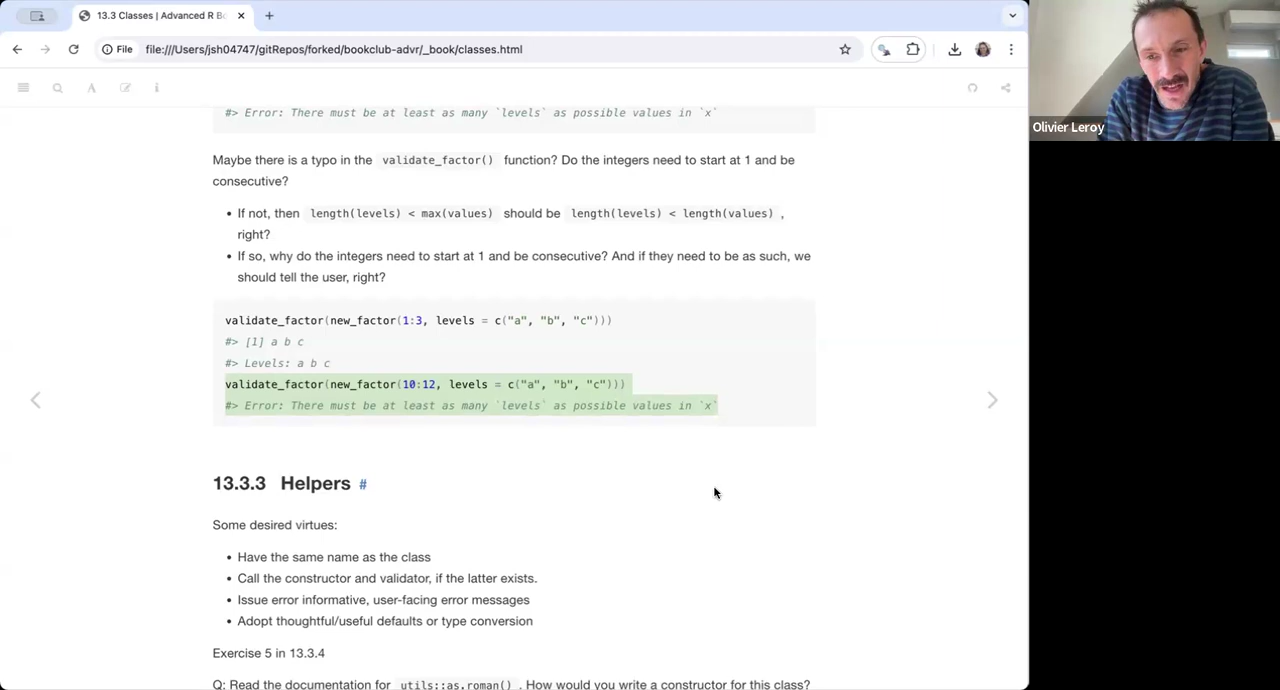 13.3 Classes | Advanced R Bo
File file:///Users/jsh04747/gitRepos/forked/bookclub-advr/_book/classes.html
#> Error: There must be at least as many `levels` as possible values in `x`
Maybe there is a typo in the validate_factor() function? Do the integers need to start at 1 and be
consecutive?
• If not, then length(levels) < max(values) should be length(levels) < length(values) ,
right?
• If so, why do the integers need to start at 1 and be consecutive? And if they need to be as such, we
should tell the user, right?
validate_factor(new_factor(1:3, levels = c("a", "b", "c")))
#> [1] a b c
#> Levels: a b c
validate_factor(new_factor(10:12, levels = c("a", "b", "c")))
#> Error: There must be at least as many `levels` as possible values in `x`
13.3.3 Helpers #
Some desired virtues:
• Have the same name as the class
• Call the constructor and validator, if the latter exists.
• Issue error informative, user-facing error messages
• Adopt thoughtful/useful defaults or type conversion
Exercise 5 in 13.3.4
Q: Read the documentation for utils::as.roman() . How would you write a constructor for this class?
Olivier Leroy